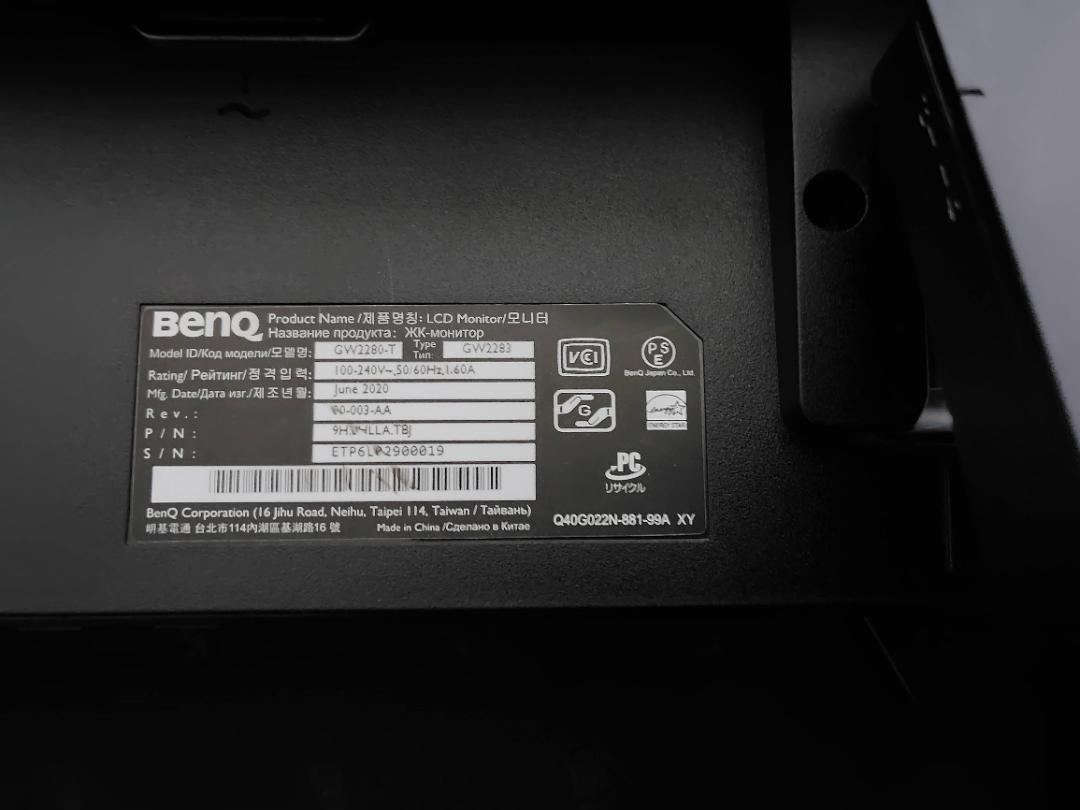 BenQ
Product Name /제품명칭: LCD Monitor/모니터
Название продукта: ЖК-монитор
Model ID/Код модели/모델명: GW2280-T Type Тип: GW2283
Rating/ Рейтинг/정격입력: 100-240V~,50/60Hz,1.60A
Mfg. Date/Дата изг./제조년월: June 2020
Rev.: -003-AA
P/N:
S/N:
VCCI
PSE
BenQ Japan Co., Ltd.
G
ENERGY STAR
PC
リサイクル
BenQ Corporation (16 Jihu Road, Neihu, Taipei 114, Taiwan / Тайвань)
明基電通 台北市114內湖區基湖路16 號 Made in China /Сделано в Китае
Q40G022N-881-99A XY